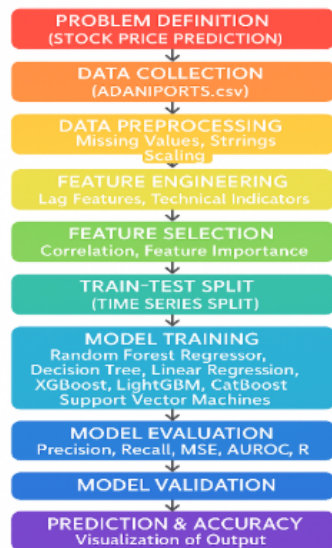 PROBLEM DEFINITION
(STOCK PRICE PREDICTION)
DATA COLLECTION
(ADANIPORTS.csv)
DATA PREPROCESSING
Missing Values, Strrings
Scaling
FEATURE ENGINEERING
Lag Features, Technical Indicators
FEATURE SELECTION
Correlation, Feature Importance
TRAIN-TEST SPLIT
(TIME SERIES SPLIT)
MODEL TRAINING
Random Forest Regressor,
Decision Tree, Linear Regression,
XGBoost, LightGBM, CatBoost
Support Vector Machines
MODEL EVALUATION
Precision, Recall, MSE, AUROC, R
MODEL VALIDATION
PREDICTION & ACCURACY
Visualization of Output